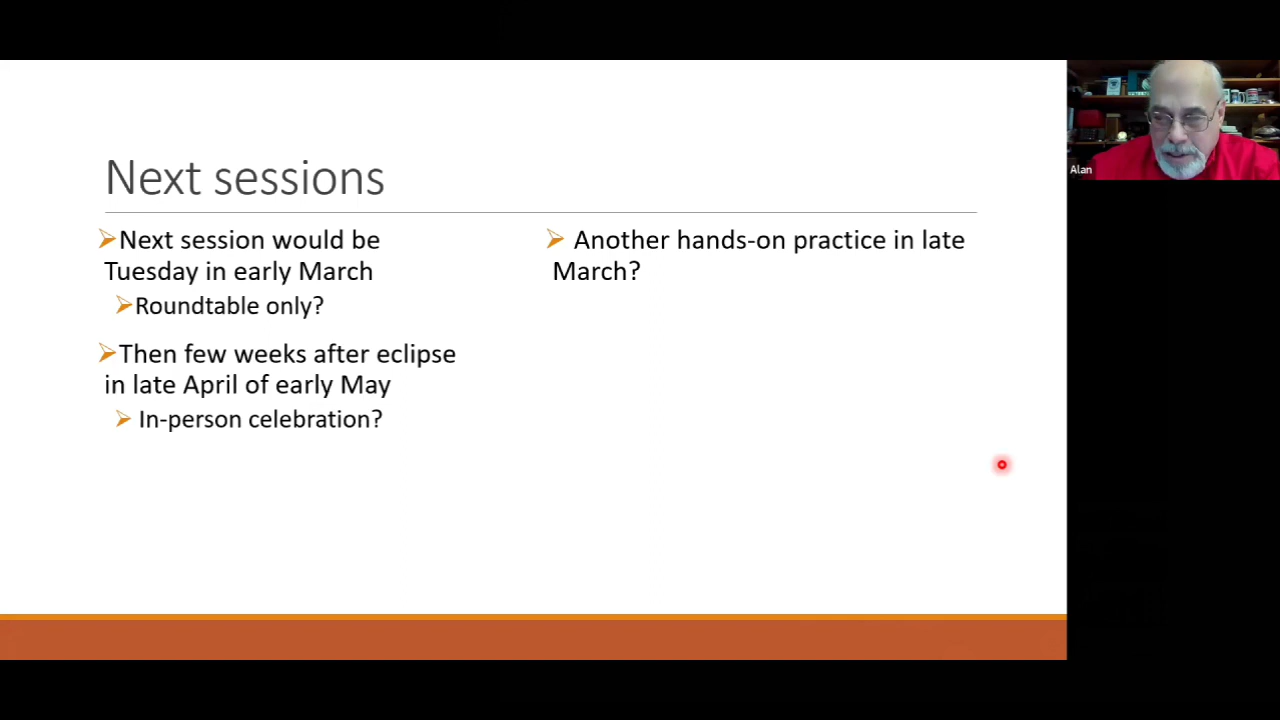 Next sessions
Next session would be
Tuesday in early March
Roundtable only?
Then few weeks after eclipse
in late April of early May
In-person celebration?
Another hands-on practice in late
March?
Alan